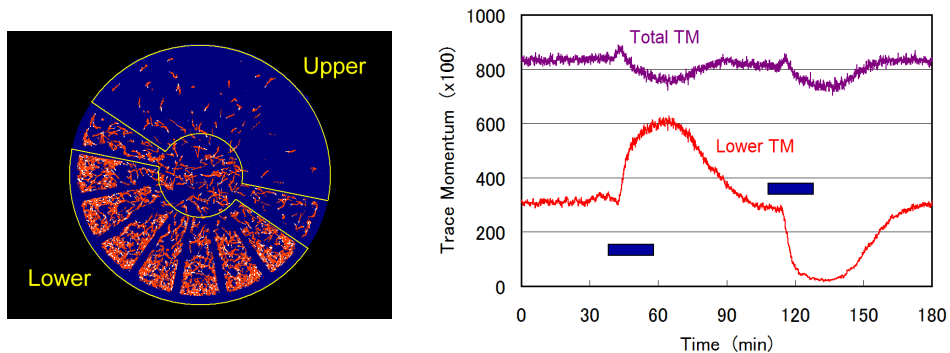 Upper
Lower
Trace Momentum (x100)
1000
800
600
400
200
0
Total TM
Lower TM
0 30 60 90 120 150 180
Time (min)